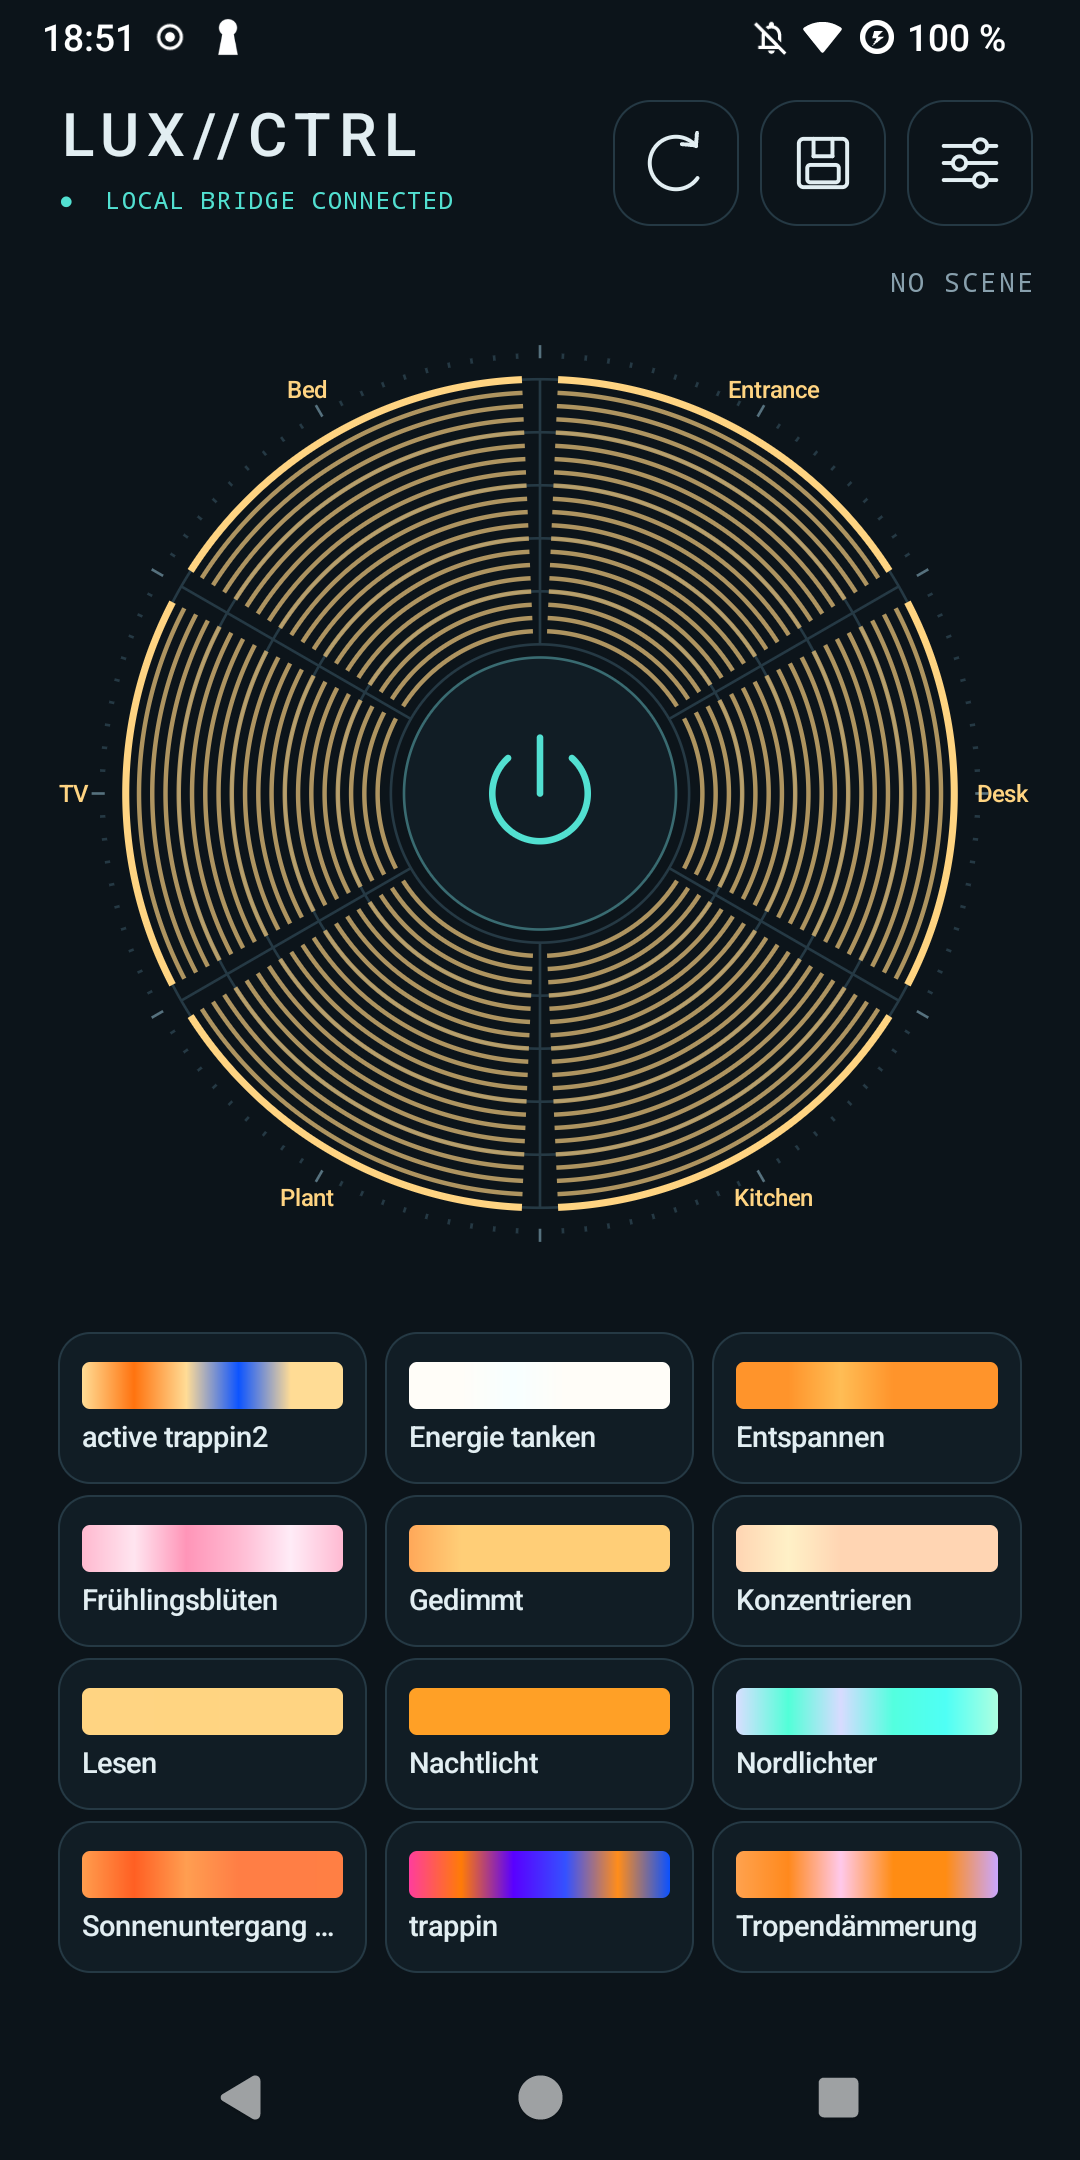 18:51
100 %
LUX//CTRL
LOCAL BRIDGE CONNECTED
NO SCENE
Bed
Entrance
TV
Desk
Plant
Kitchen
active trappin2
Energie tanken
Entspannen
Frühlingsblüten
Gedimmt
Konzentrieren
Lesen
Nachtlicht
Nordlichter
Sonnenuntergang ...
trappin
Tropendämmerung